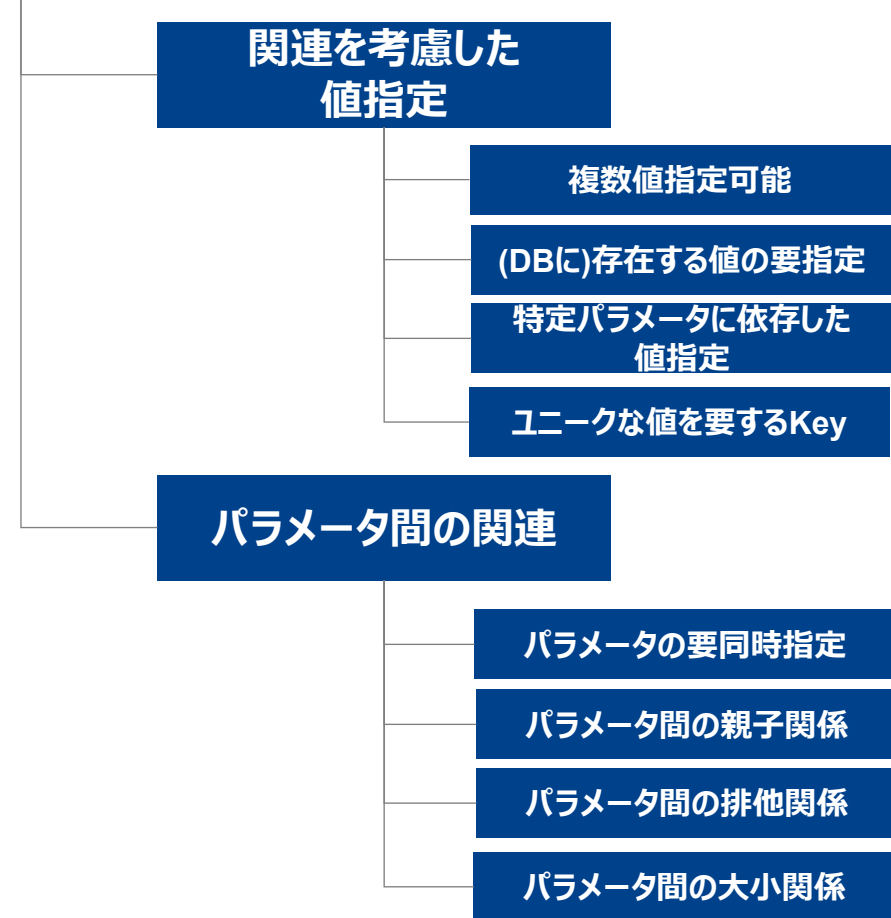 関連を考慮した
値指定
複数値指定可能
(DBに)存在する値の要指定
特定パラメータに依存した
値指定
ユニークな値を要するKey
パラメータ間の関連
パラメータの要同時指定
パラメータ間の親子関係
パラメータ間の排他関係
パラメータ間の大小関係